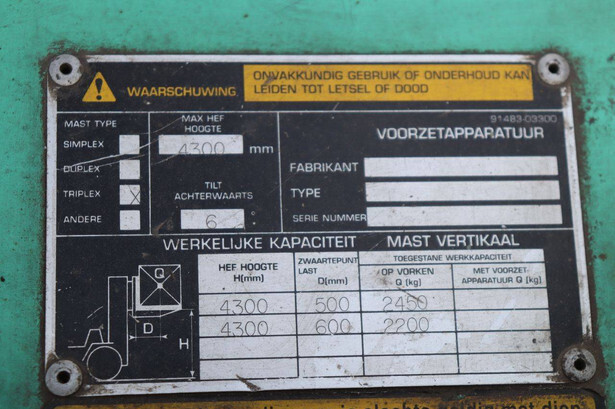 WAARSCHUWING
ONVAKKUNDIG GEBRUIK OF ONDERHOUD KAN
LEIDEN TOT LETSEL OF DOOD
91483-03300
MAST TYPE
SIMPLEX
DUPLEX
TRIPLEX X
ANDERE
MAX HEF
HOOGTE
4300 mm
TILT
ACHTERWAARTS
6
VOORZETAPPARATUUR
FABRIKANT
TYPE
SERIE NUMMER
WERKELIJKE KAPACITEIT MAST VERTIKAAL
HEF HOOGTE
H(mm)
ZWAARTEPUNT
LAST
D(mm)
TOEGESTANE WERKKAPACITEIT
OP VORKEN
Q (kg)
MET VOORZET-
APPARATUUR Q (kg)
4300 500 2450
4300 600 2200
Q
D
H